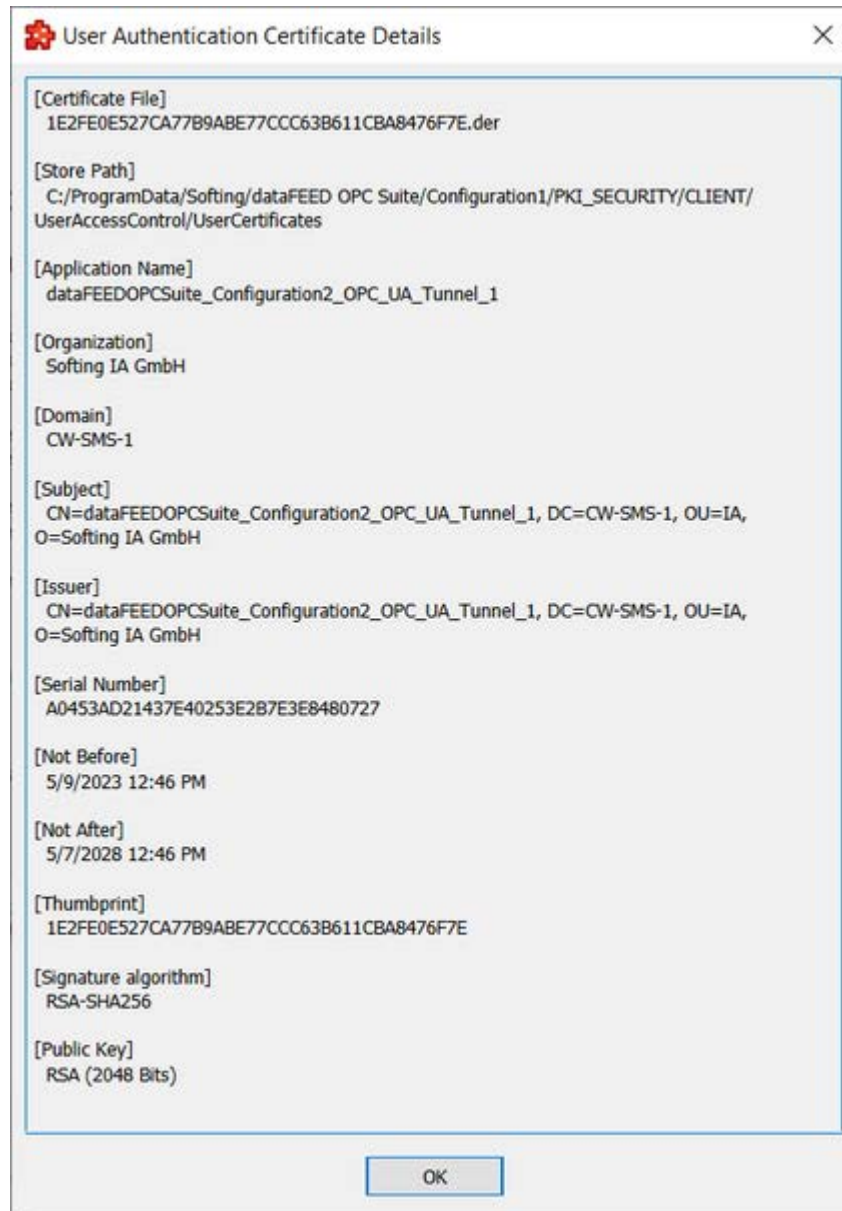 User Authentication Certificate Details
[Certificate File]
1E2FE0E527CA77B9ABE77CCC63B611CBA8476F7E.der
[Store Path]
C:/ProgramData/Softing/dataFEED OPC Suite/Configuration1/PKI_SECURITY/CLIENT/
UserAccessControl/UserCertificates
[Application Name]
dataFEEDOPCSuite_Configuration2_OPC_UA_Tunnel_1
[Organization]
Softing IA GmbH
[Domain]
CW-SMS-1
[Subject]
CN=dataFEEDOPCSuite_Configuration2_OPC_UA_Tunnel_1, DC=CW-SMS-1, OU=IA,
O=Softing IA GmbH
[Issuer]
CN=dataFEEDOPCSuite_Configuration2_OPC_UA_Tunnel_1, DC=CW-SMS-1, OU=IA,
O=Softing IA GmbH
[Serial Number]
A0453AD21437E40253E2B7E3E8480727
[Not Before]
5/9/2023 12:46 PM
[Not After]
5/7/2028 12:46 PM
[Thumbprint]
1E2FE0E527CA77B9ABE77CCC63B611CBA8476F7E
[Signature algorithm]
RSA-SHA256
[Public Key]
RSA (2048 Bits)
OK